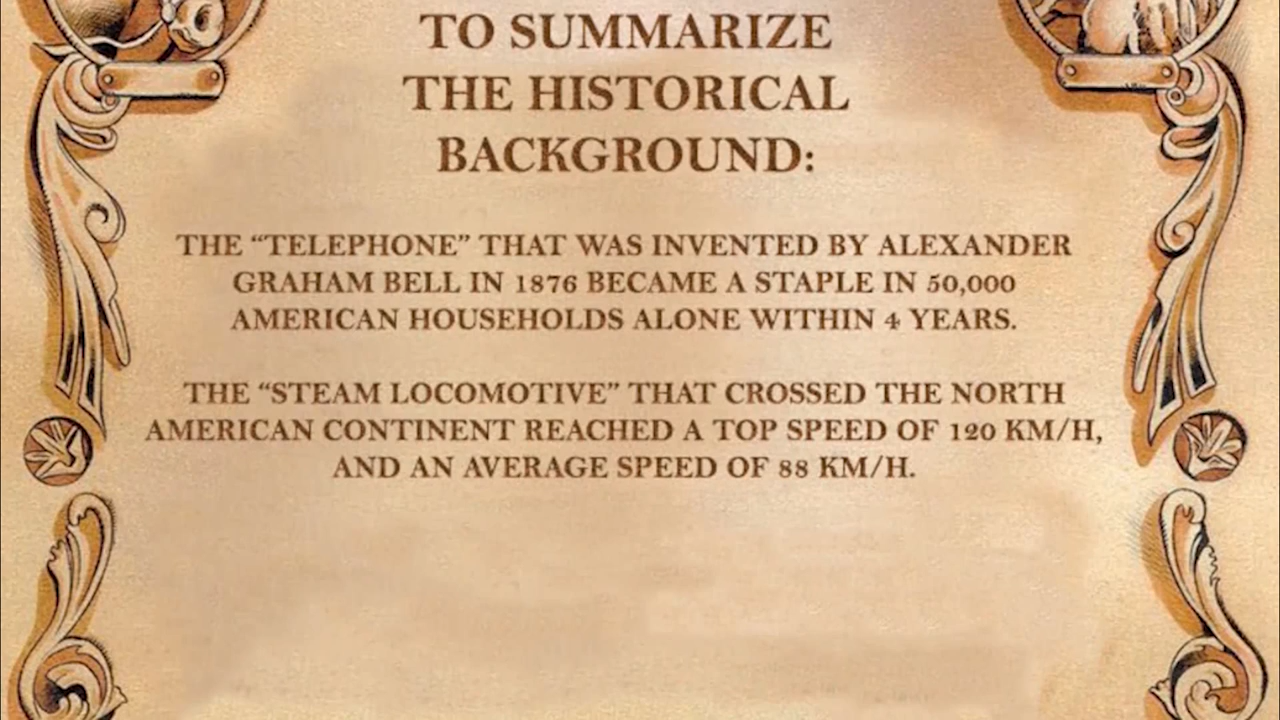 TO SUMMARIZE
THE HISTORICAL
BACKGROUND:
THE “TELEPHONE” THAT WAS INVENTED BY ALEXANDER
GRAHAM BELL IN 1876 BECAME A STAPLE IN 50,000
AMERICAN HOUSEHOLDS ALONE WITHIN 4 YEARS.
THE “STEAM LOCOMOTIVE” THAT CROSSED THE NORTH
AMERICAN CONTINENT REACHED A TOP SPEED OF 120 KM/H,
AND AN AVERAGE SPEED OF 88 KM/H.